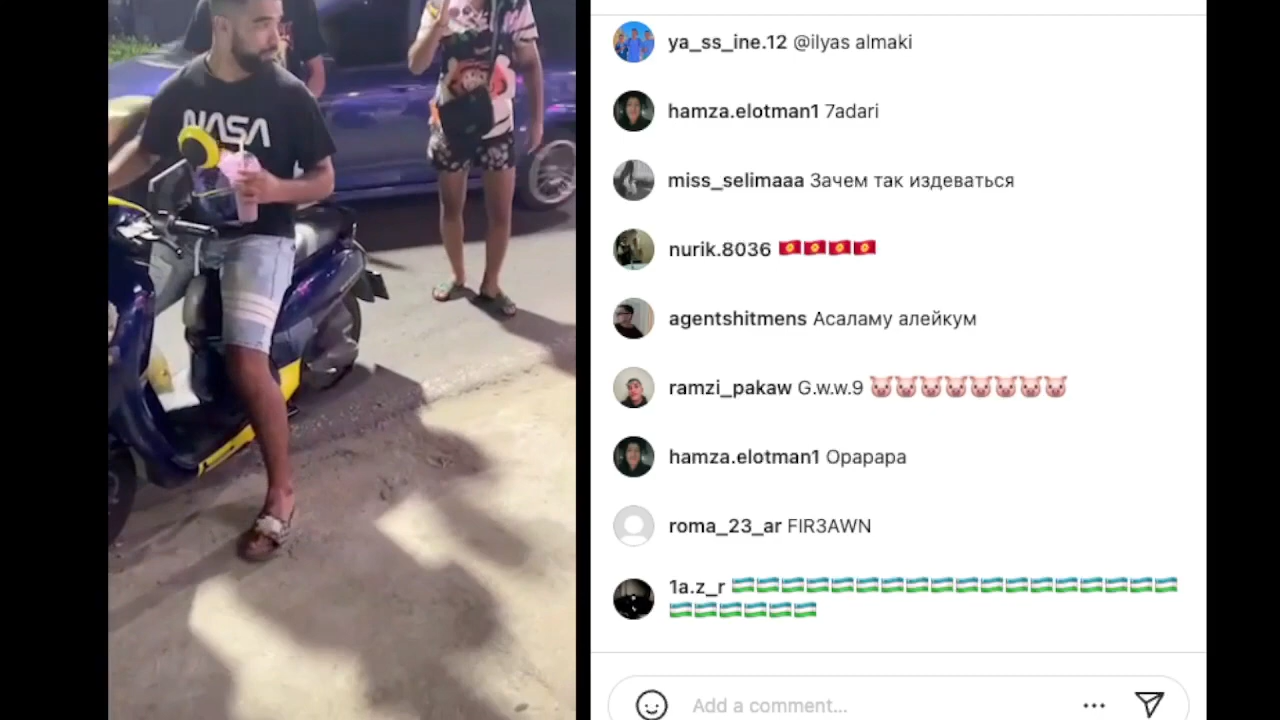 NASA
ya_ss_ine.12 @ilyas almaki
hamza.elotman1 7adari
miss_selimaaa Зачем так издеваться
nurik.8036 🇰🇬🇰🇬🇰🇬🇰🇬
agentshitmens Асаламу алейкум
ramzi_pakaw G.w.w.9 🐷🐷🐷🐷🐷🐷🐷🐷
hamza.elotman1 Opapapa
roma_23_ar FIR3AWN
1a.z_r 🇺🇿🇺🇿🇺🇿🇺🇿🇺🇿🇺🇿🇺🇿🇺🇿🇺🇿🇺🇿🇺🇿🇺🇿🇺🇿🇺🇿🇺🇿🇺🇿🇺🇿🇺🇿
🇺🇿🇺🇿🇺🇿🇺🇿🇺🇿🇺🇿
Add a comment...